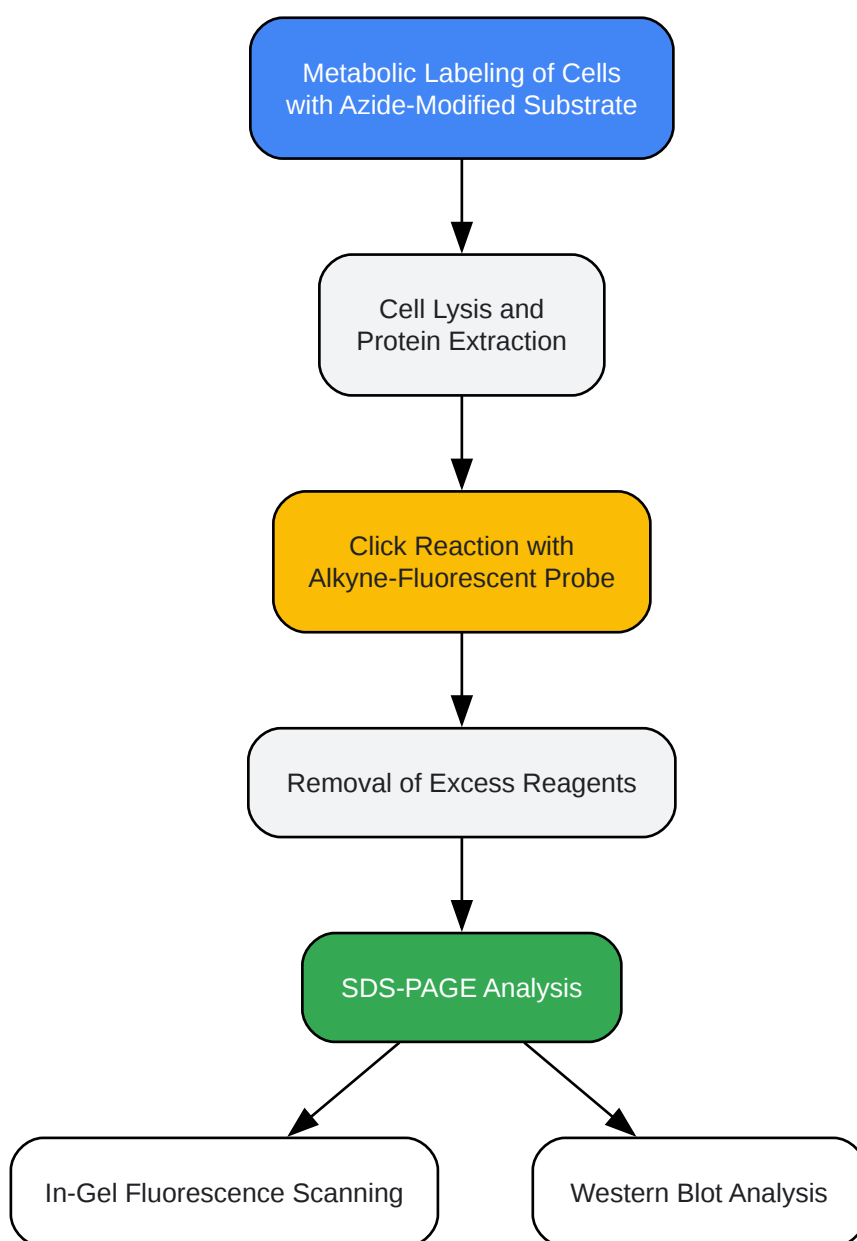 Metabolic Labeling of Cells
with Azide-Modified Substrate
Cell Lysis and
Protein Extraction
Click Reaction with
Alkyne-Fluorescent Probe
Removal of Excess Reagents
SDS-PAGE Analysis
In-Gel Fluorescence Scanning
Western Blot Analysis